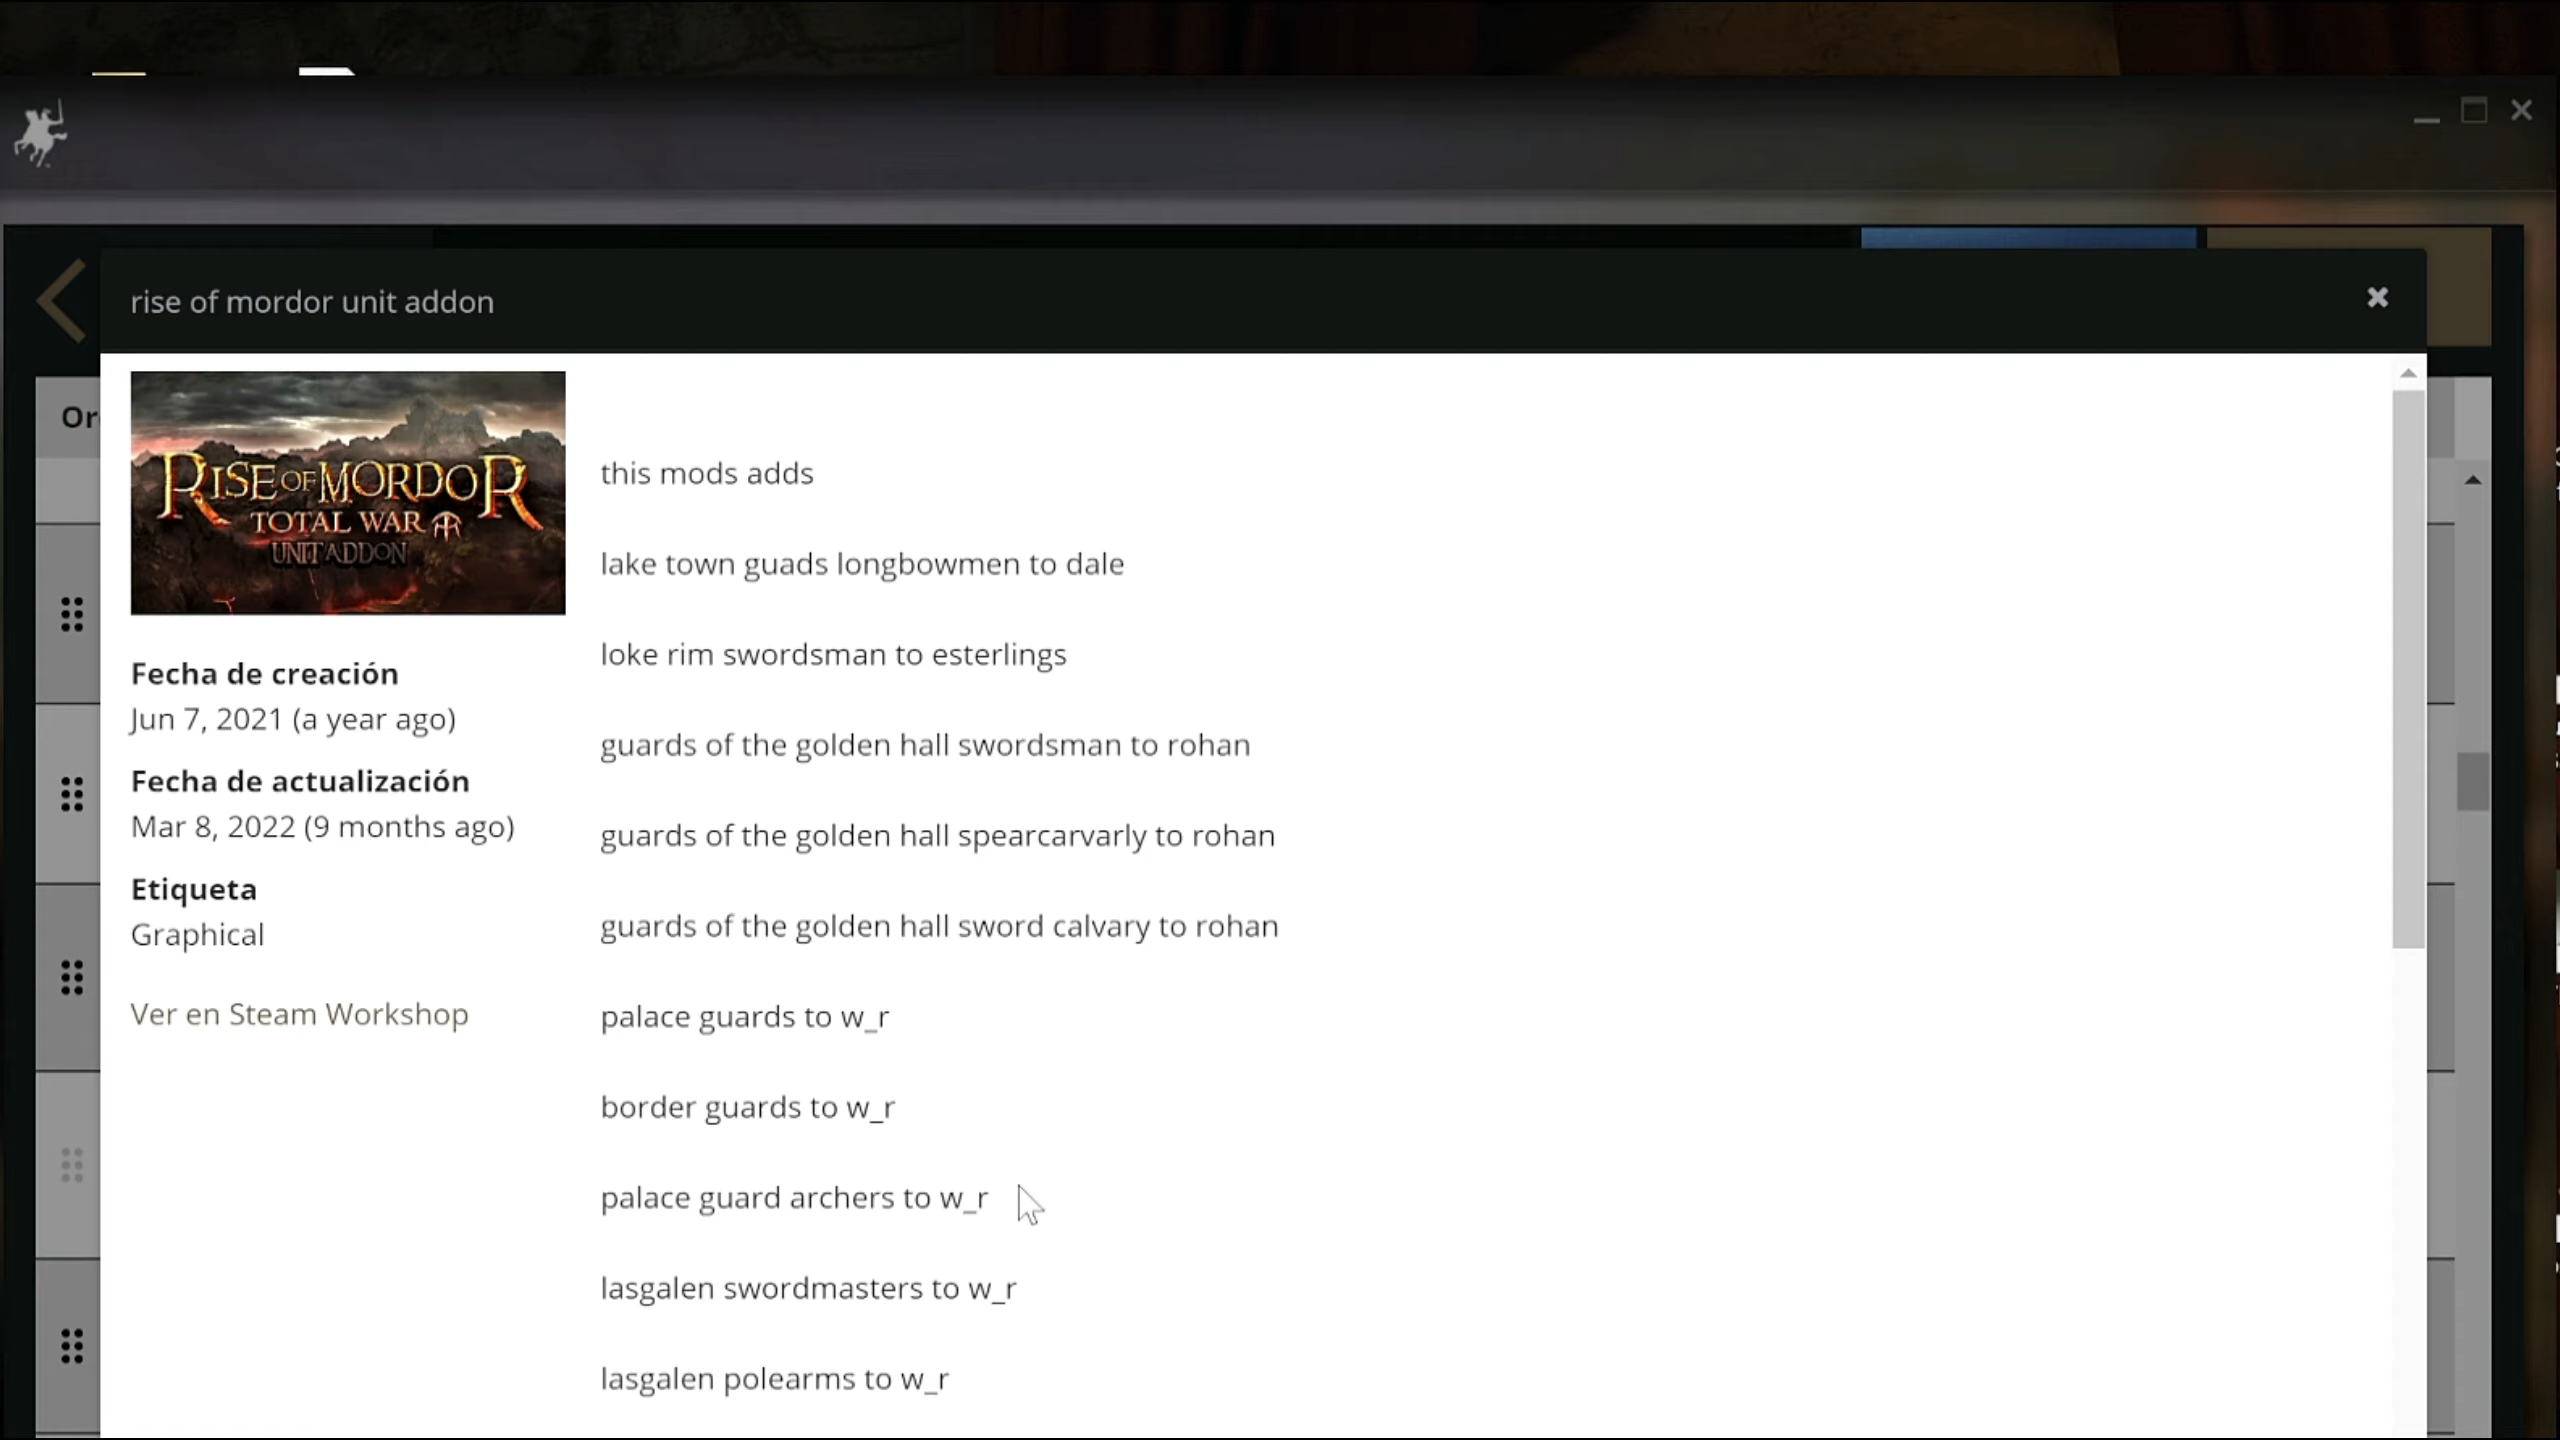 rise of mordor unit addon
Or
RISE OF MORDOR
TOTAL WAR
UNIT ADDON
Fecha de creación
Jun 7, 2021 (a year ago)
Fecha de actualización
Mar 8, 2022 (9 months ago)
Etiqueta
Graphical
Ver en Steam Workshop
this mods adds
lake town guads longbowmen to dale
loke rim swordsman to esterlings
guards of the golden hall swordsman to rohan
guards of the golden hall spearcarvarly to rohan
guards of the golden hall sword calvary to rohan
palace guards to w_r
border guards to w_r
palace guard archers to w_r
lasgalen swordmasters to w_r
lasgalen polearms to w_r